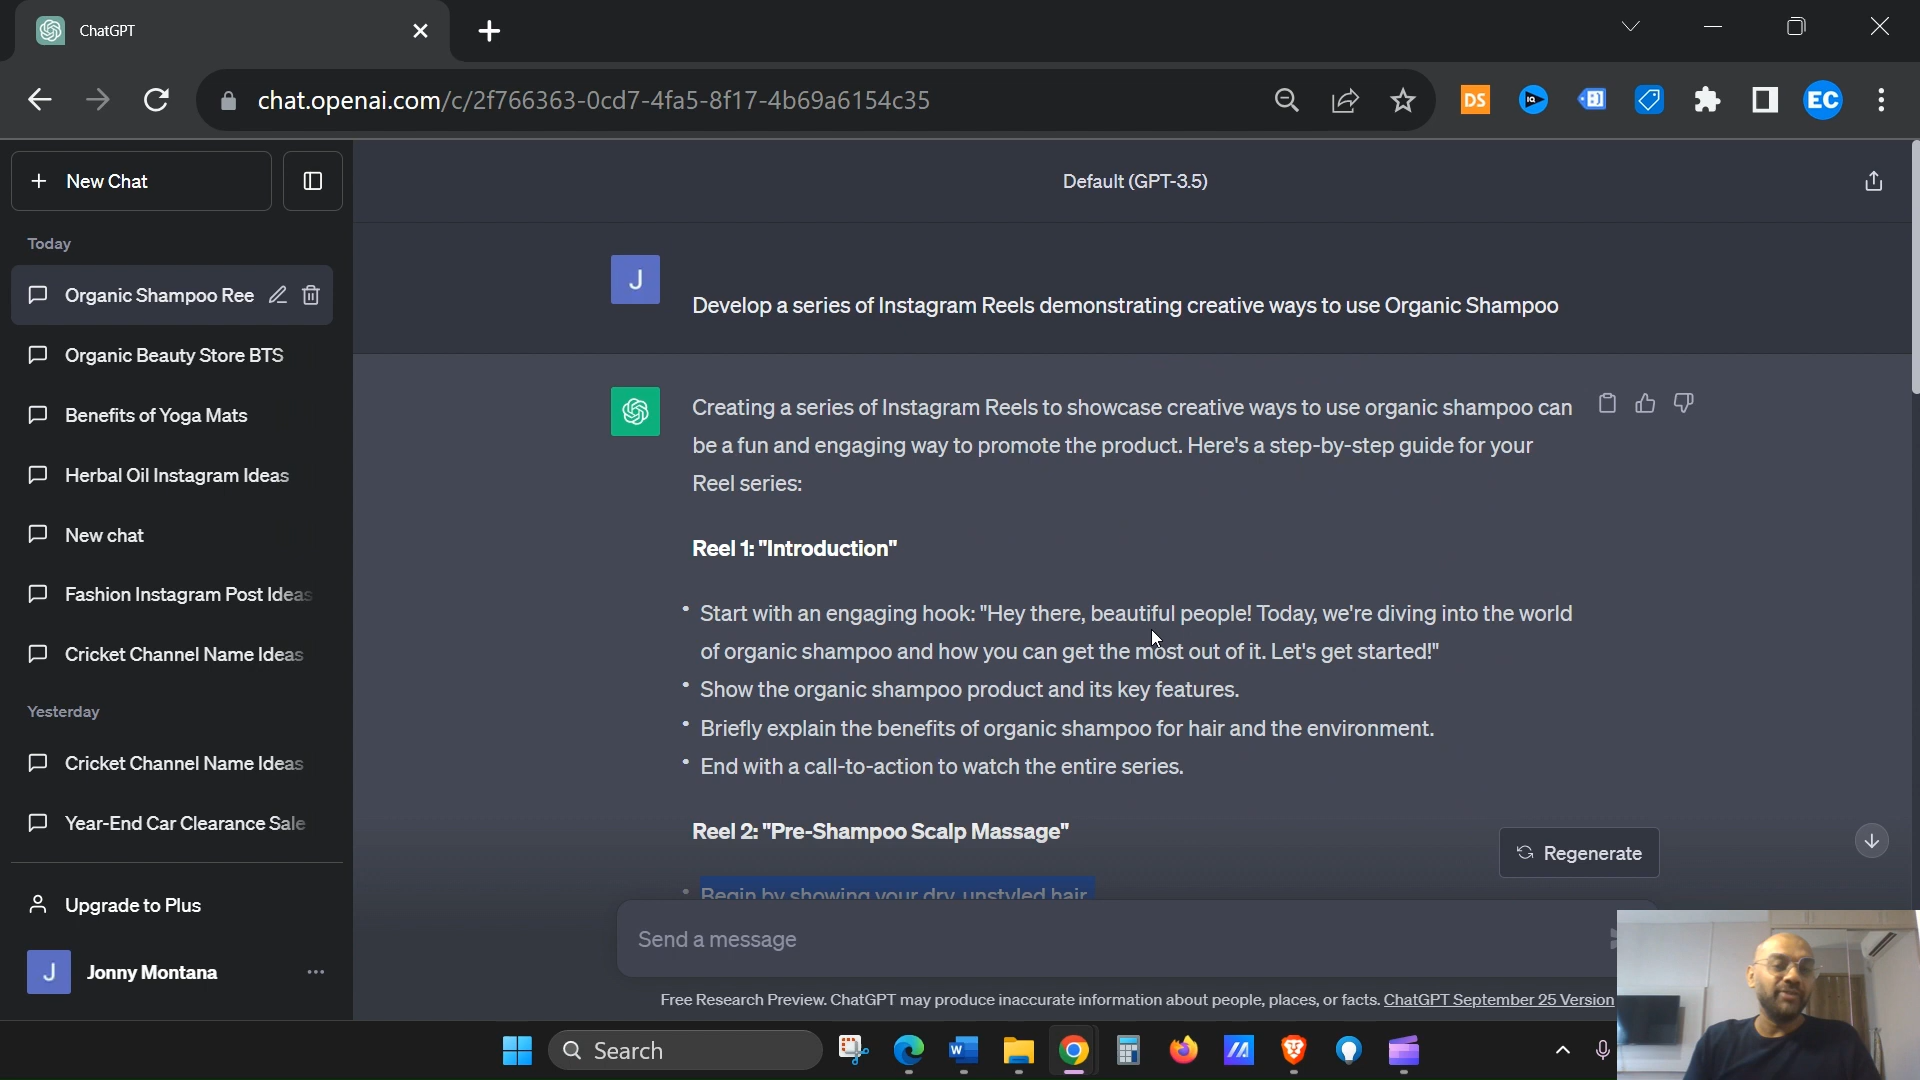 ChatGPT
chat.openai.com/c/2f766363-0cd7-4fa5-8f17-4b69a6154c35
DS
IQ
EC
New Chat
Default (GPT-3.5)
Today
Organic Shampoo Ree
Organic Beauty Store BTS
Benefits of Yoga Mats
Herbal Oil Instagram Ideas
New chat
Fashion Instagram Post Ideas
Cricket Channel Name Ideas
Yesterday
Cricket Channel Name Ideas
Year-End Car Clearance Sale
Upgrade to Plus
J
Jonny Montana
J
Develop a series of Instagram Reels demonstrating creative ways to use Organic Shampoo
Creating a series of Instagram Reels to showcase creative ways to use organic shampoo can
be a fun and engaging way to promote the product. Here's a step-by-step guide for your
Reel series:
Reel 1: "Introduction"
• Start with an engaging hook: "Hey there, beautiful people! Today, we're diving into the world
of organic shampoo and how you can get the most out of it. Let's get started!"
• Show the organic shampoo product and its key features.
• Briefly explain the benefits of organic shampoo for hair and the environment.
• End with a call-to-action to watch the entire series.
Reel 2: "Pre-Shampoo Scalp Massage"
• Begin by showing your dry, unstyled hair
Regenerate
Send a message
Free Research Preview. ChatGPT may produce inaccurate information about people, places, or facts. ChatGPT September 25 Version
Search